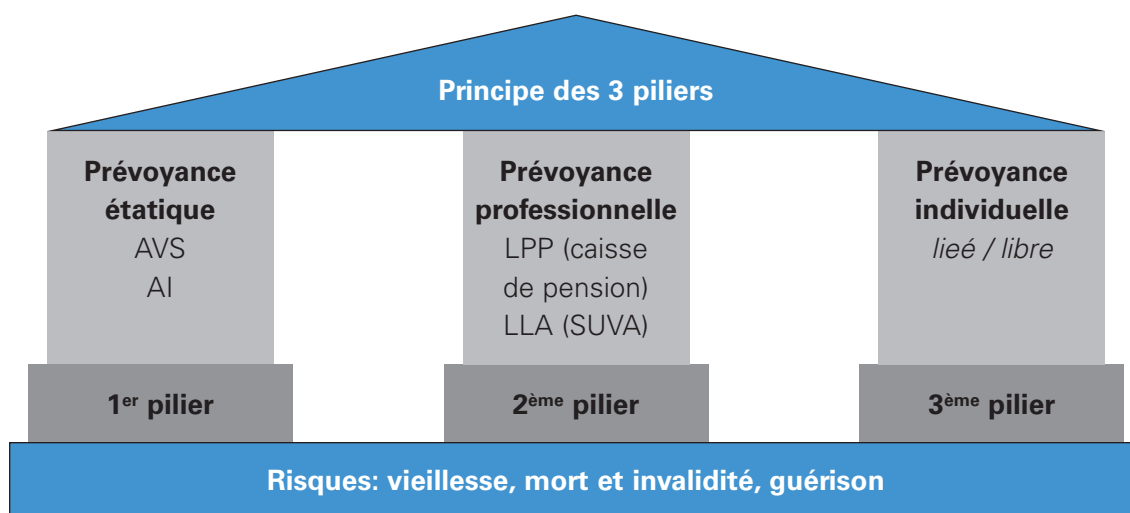 Principe des 3 piliers
Prévoyance
étatique
AVS
AI
Prévoyance
professionnelle
LPP (caisse
de pension)
LLA (SUVA)
Prévoyance
individuelle
lieé / libre
1er pilier
2ème pilier
3ème pilier
Risques: vieillesse, mort et invalidité, guérison